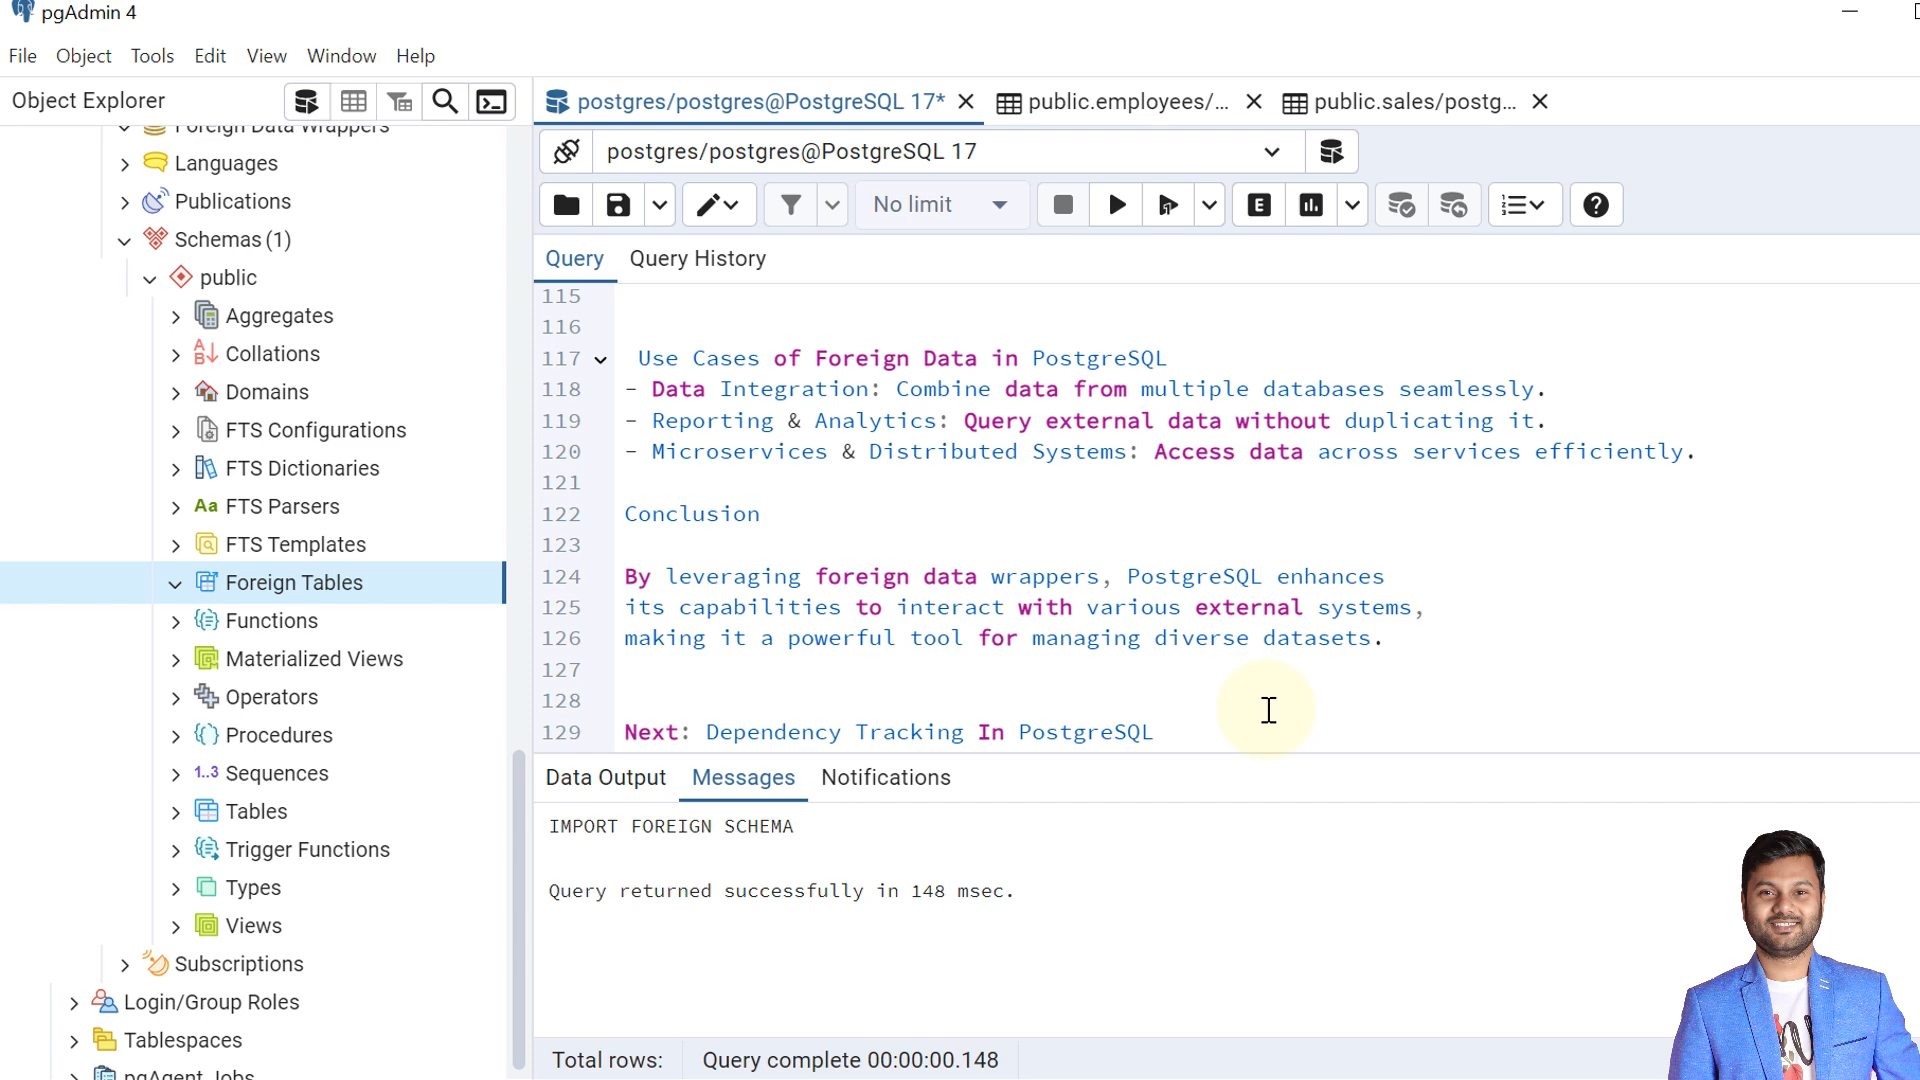 pgAdmin 4
File Object Tools Edit View Window Help
Object Explorer
Foreign Data Wrappers
Languages
Publications
Schemas (1)
public
Aggregates
Collations
Domains
FTS Configurations
FTS Dictionaries
Aa FTS Parsers
FTS Templates
Foreign Tables
Functions
Materialized Views
Operators
Procedures
1..3 Sequences
Tables
Trigger Functions
Types
Views
Subscriptions
Login/Group Roles
Tablespaces
pgAgent Jobs
postgres/postgres@PostgreSQL 17* public.employees/... public.sales/postg...
postgres/postgres@PostgreSQL 17
No limit E
Query Query History
115
116
117 Use Cases of Foreign Data in PostgreSQL
118 - Data Integration: Combine data from multiple databases seamlessly.
119 - Reporting & Analytics: Query external data without duplicating it.
120 - Microservices & Distributed Systems: Access data across services efficiently.
121
122 Conclusion
123
124 By leveraging foreign data wrappers, PostgreSQL enhances
125 its capabilities to interact with various external systems,
126 making it a powerful tool for managing diverse datasets.
127
128
129 Next: Dependency Tracking In PostgreSQL
Data Output Messages Notifications
IMPORT FOREIGN SCHEMA
Query returned successfully in 148 msec.
Total rows: Query complete 00:00:00.148